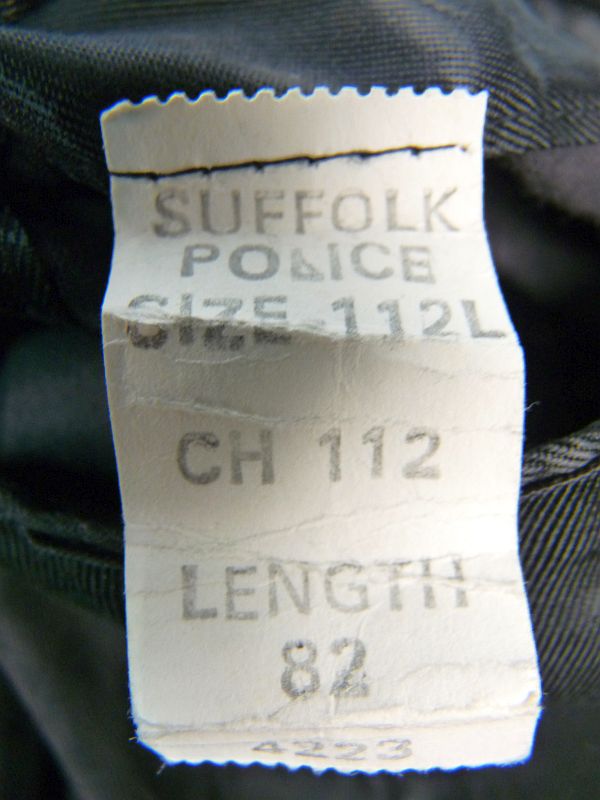 SUFFOLK
POLICE
SIZE 112L
CH 112
LENGTH
82
4223